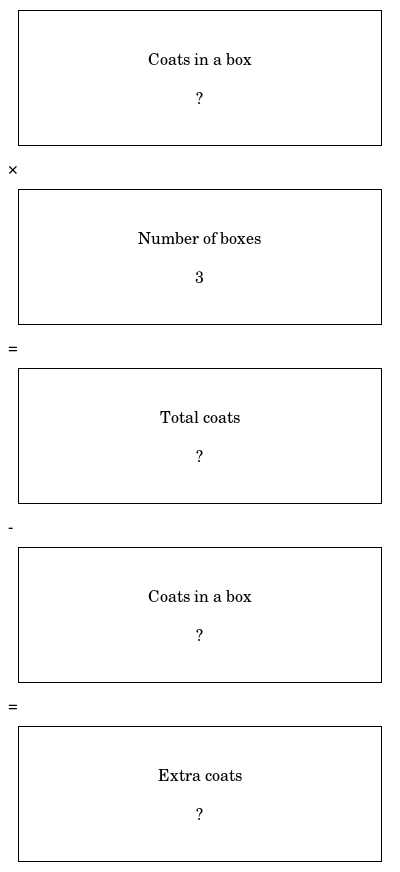 Coats in a box
?
×
Number of boxes
3
=
Total coats
?
-
Coats in a box
?
=
Extra coats
?